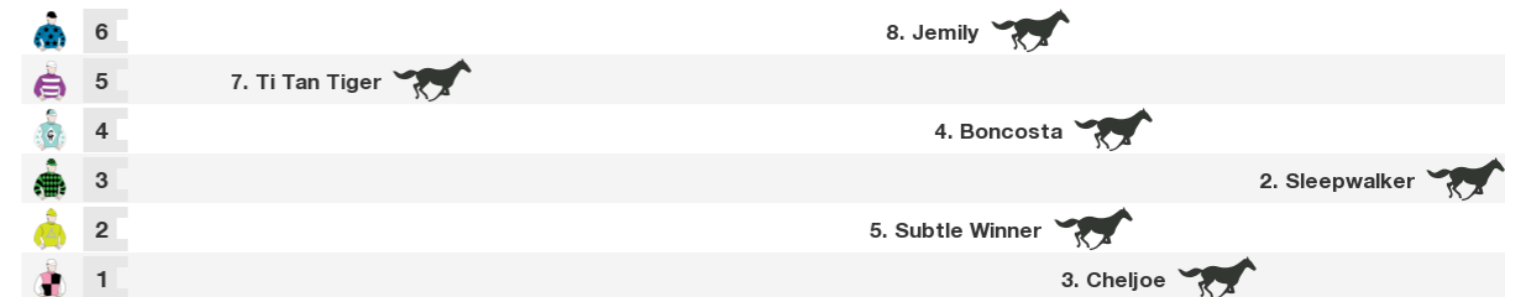 6 8. Jemily
5 7. Ti Tan Tiger
4 4. Boncosta
3 2. Sleepwalker
2 5. Subtle Winner
1 3. Cheljoe